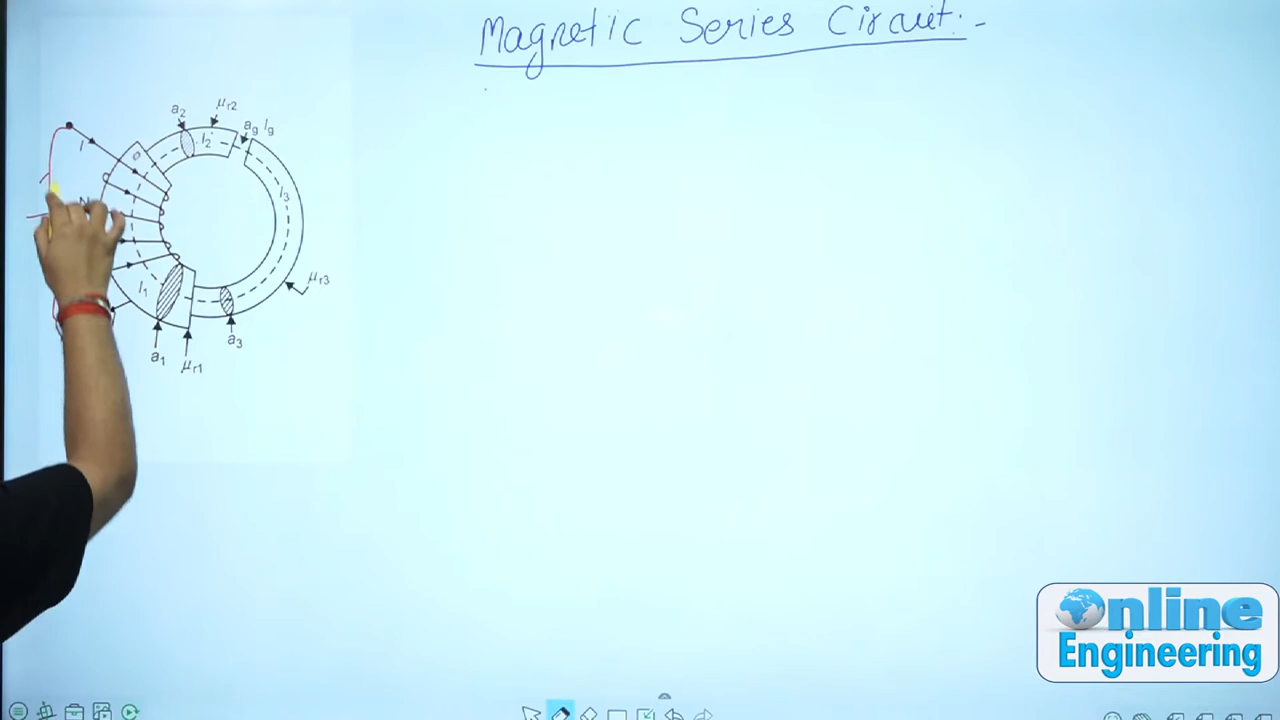 Magnetic Series Circuit:-
a2
μr2
ag lg
I
l2
l3
N
l1
μr3
a1
a3
μr1
Online
Engineering